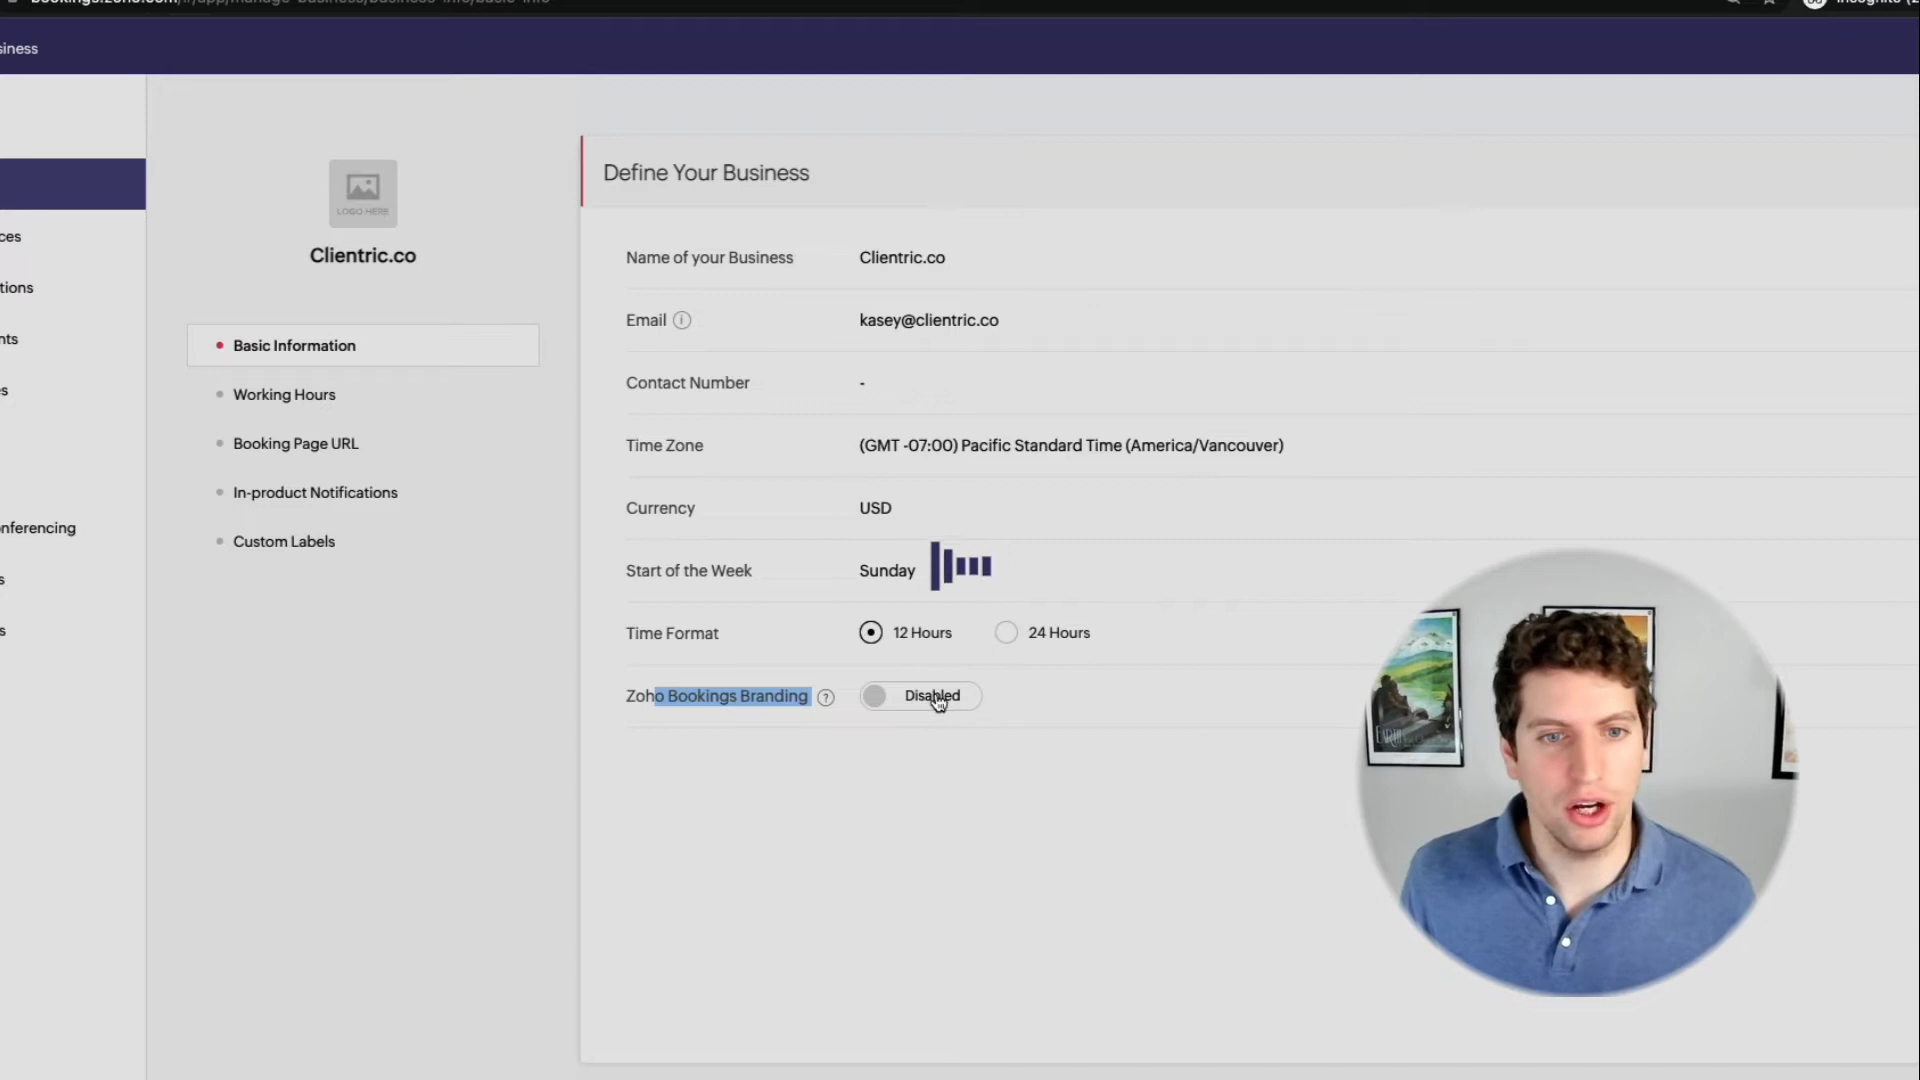 siness
ces
tions
nts
s
onferencing
s
s
LOGO HERE
Clientric.co
Basic Information
Working Hours
Booking Page URL
In-product Notifications
Custom Labels
Define Your Business
Name of your Business Clientric.co
Email kasey@clientric.co
Contact Number -
Time Zone (GMT -07:00) Pacific Standard Time (America/Vancouver)
Currency USD
Start of the Week Sunday
Time Format 12 Hours 24 Hours
Zoho Bookings Branding ? Disabled
EARTH